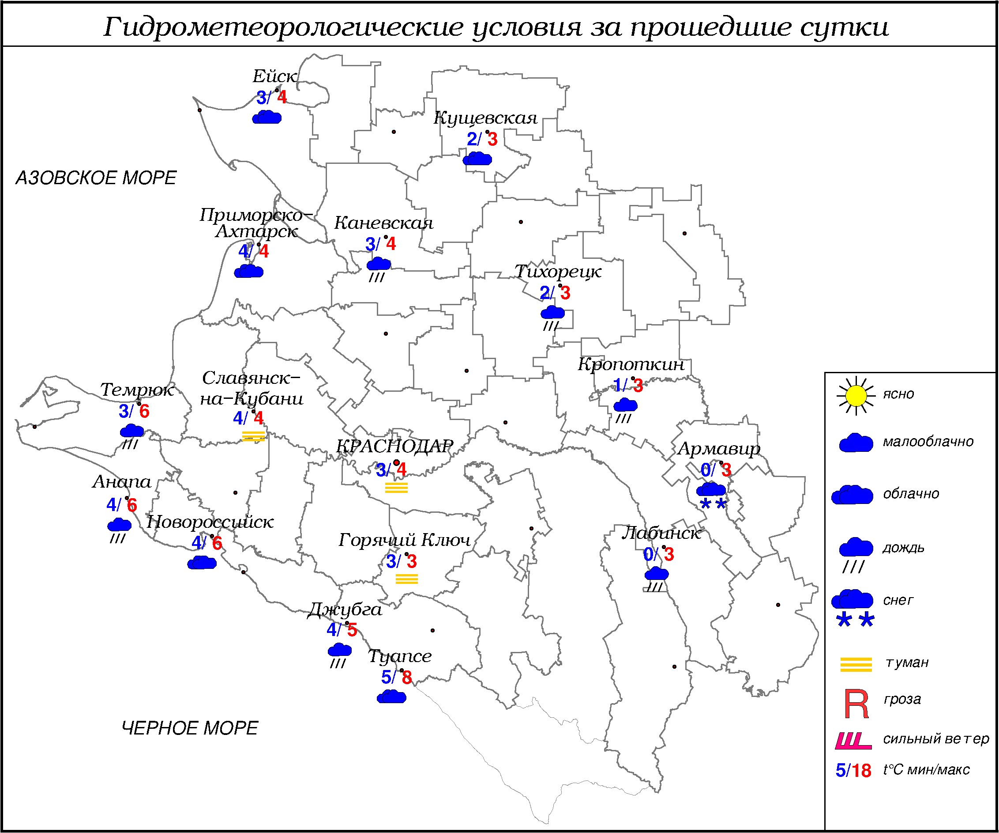 Гидрометеорологические условия за прошедшие сутки
Ейск
3/ 4
Кущевская
2/ 3
АЗОВСКОЕ МОРЕ
Приморско-
Ахтарск
4/ 4
Каневская
3/ 4
Тихорецк
2/ 3
Кропоткин
1/ 3
Темрюк
3/ 6
Славянск-
на-Кубани
4/ 4
КРАСНОДАР
3/ 4
Армавир
0/ 3
Анапа
4/ 6
Новороссийск
4/ 6
Горячий Ключ
3/ 3
Лабинск
0/ 3
Джубга
4/ 5
Туапсе
5/ 8
ЧЕРНОЕ МОРЕ
ясно
малооблачно
облачно
дождь
снег
туман
R гроза
сильный ветер
5/18 t°C мин/макс